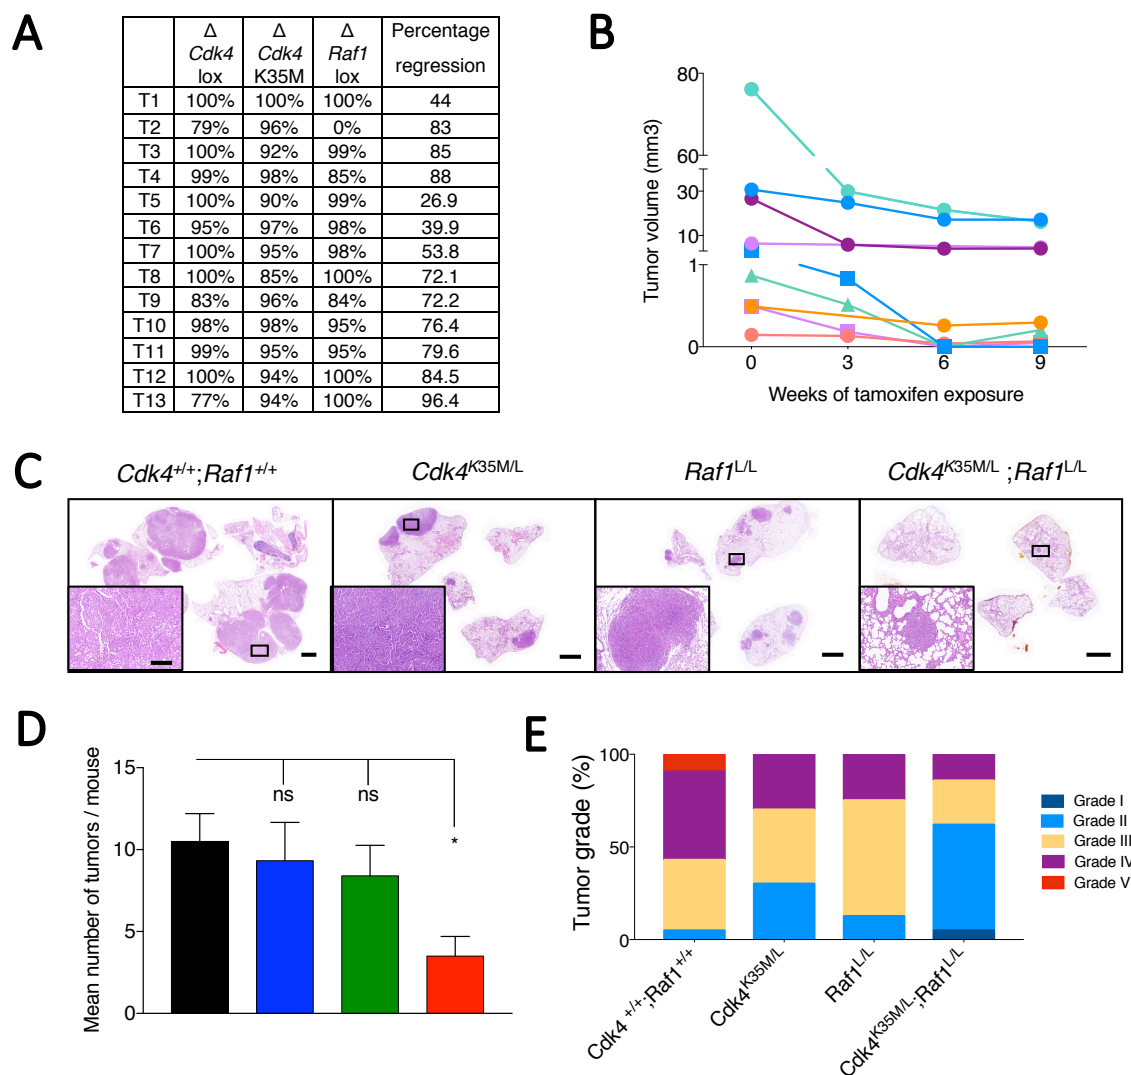 A
Δ Cdk4 lox | Δ Cdk4 K35M | Δ Raf1 lox | Percentage regression
T1 100% 100% 100% 44
T2 79% 96% 0% 83
T3 100% 92% 99% 85
T4 99% 98% 85% 88
T5 100% 90% 99% 26.9
T6 95% 97% 98% 39.9
T7 100% 95% 98% 53.8
T8 100% 85% 100% 72.1
T9 83% 96% 84% 72.2
T10 98% 98% 95% 76.4
T11 99% 95% 95% 79.6
T12 100% 94% 100% 84.5
T13 77% 94% 100% 96.4
B
Tumor volume (mm3)
80
60
30
10
1
0
0 3 6 9
Weeks of tamoxifen exposure
C
Cdk4+/+;Raf1+/+
Cdk4K35M/L
Raf1L/L
Cdk4K35M/L ;Raf1L/L
D
Mean number of tumors / mouse
15
10
5
0
ns
ns
*
E
Tumor grade (%)
100
50
0
Cdk4 +/+;Raf1+/+
Cdk4K35M/L
Raf1L/L
Cdk4K35M/L;Raf1L/L
Grade I
Grade II
Grade III
Grade IV
Grade V